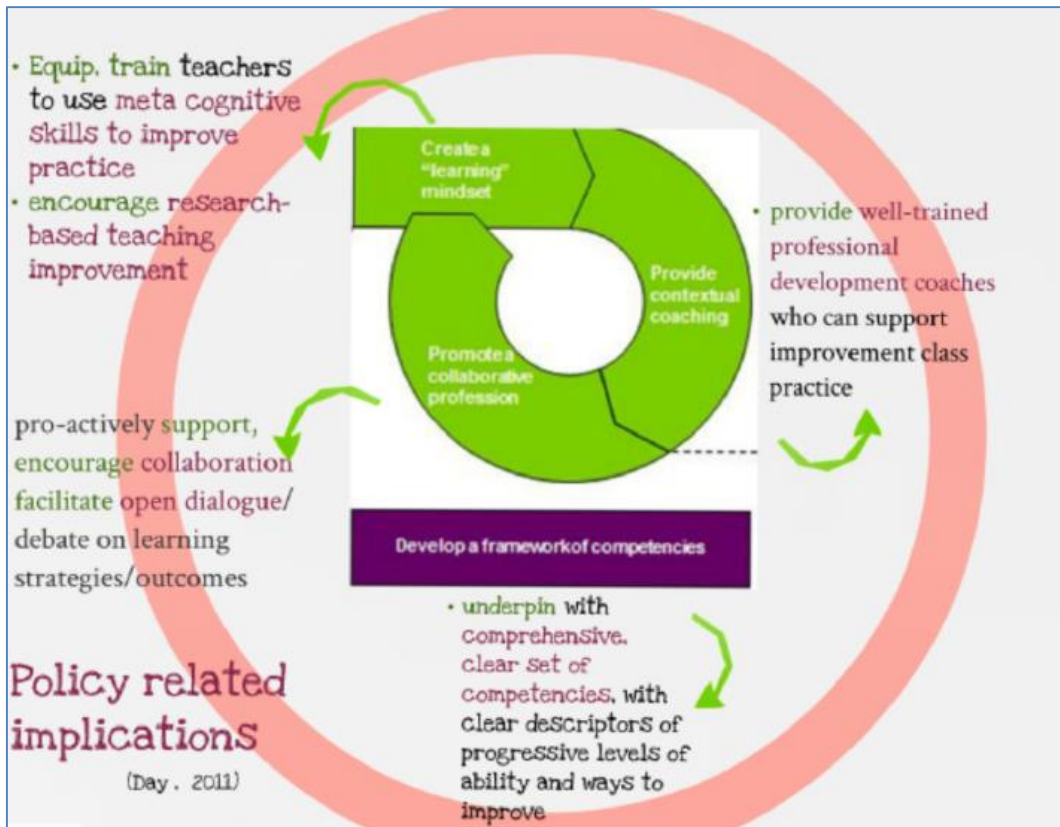 • Equip, train teachers
to use meta cognitive
skills to improve
practice
• encourage research-
based teaching
improvement
Create a
"learning"
mindset
Provide
contextual
coaching
Promote a
collaborative
profession
• provide well-trained
professional
development coaches
who can support
improvement class
practice
pro-actively support,
encourage collaboration
facilitate open dialogue/
debate on learning
strategies/outcomes
Develop a framework of competencies
• underpin with
comprehensive,
clear set of
competencies, with
clear descriptors of
progressive levels of
ability and ways to
improve
Policy related
implications
(Day, 2011)